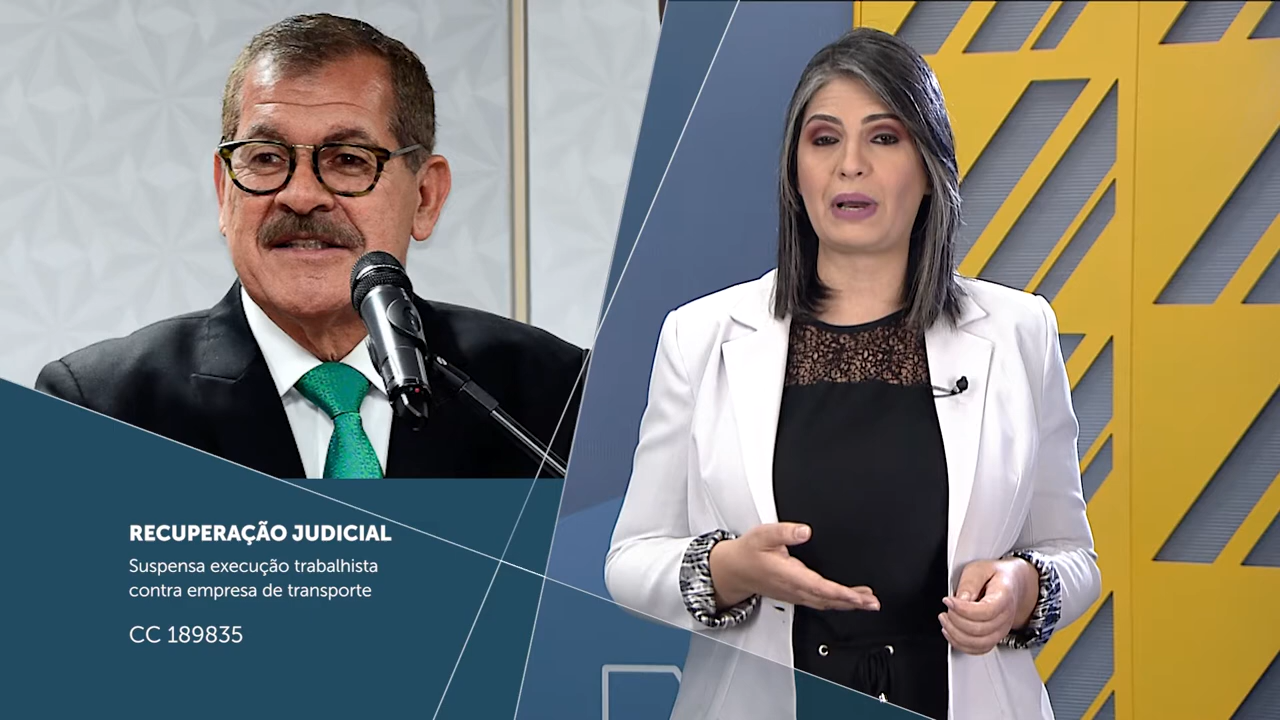 RECUPERAÇÃO JUDICIAL
Suspensa execução trabalhista
contra empresa de transporte
CC 189835